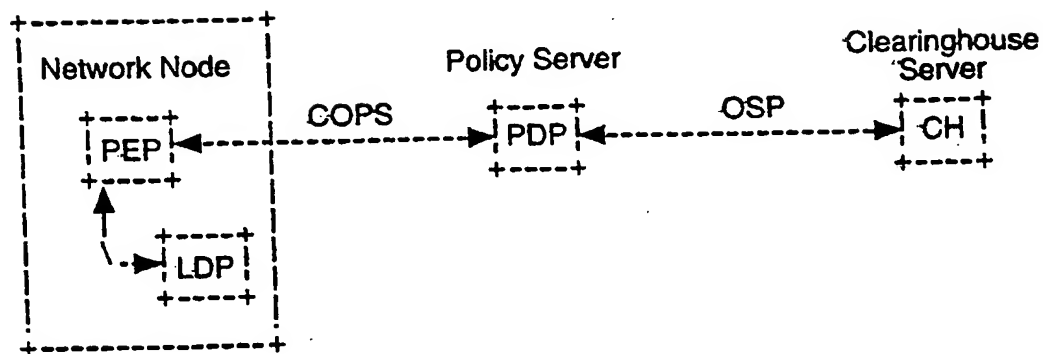 Network Node
Policy Server
Clearinghouse
Server
PEP
COPS
PDP
OSP
CH
LDP